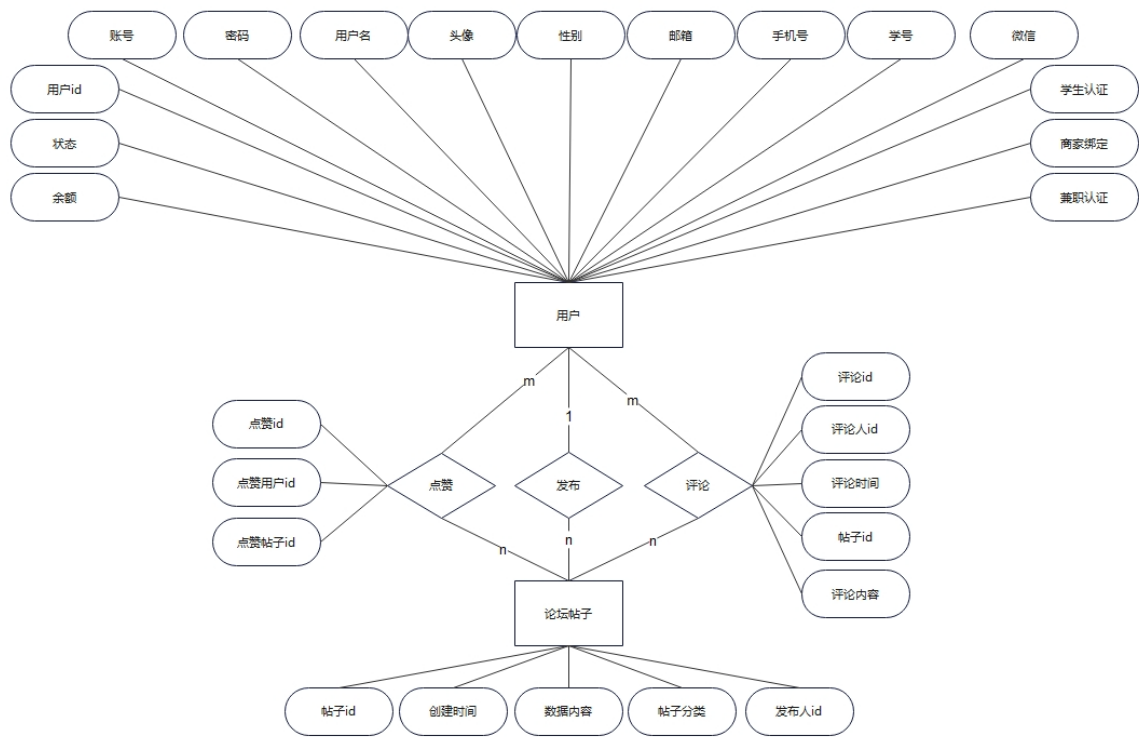 账号 密码 用户名 头像 性别 邮箱 手机号 学号 微信
用户id 学生认证
状态 商家绑定
余额 兼职认证
用户
m 1 m
评论id
点赞id 评论人id
点赞用户id 点赞 发布 评论 评论时间
点赞帖子id n n n 帖子id
评论内容
论坛帖子
帖子id 创建时间 数据内容 帖子分类 发布人id